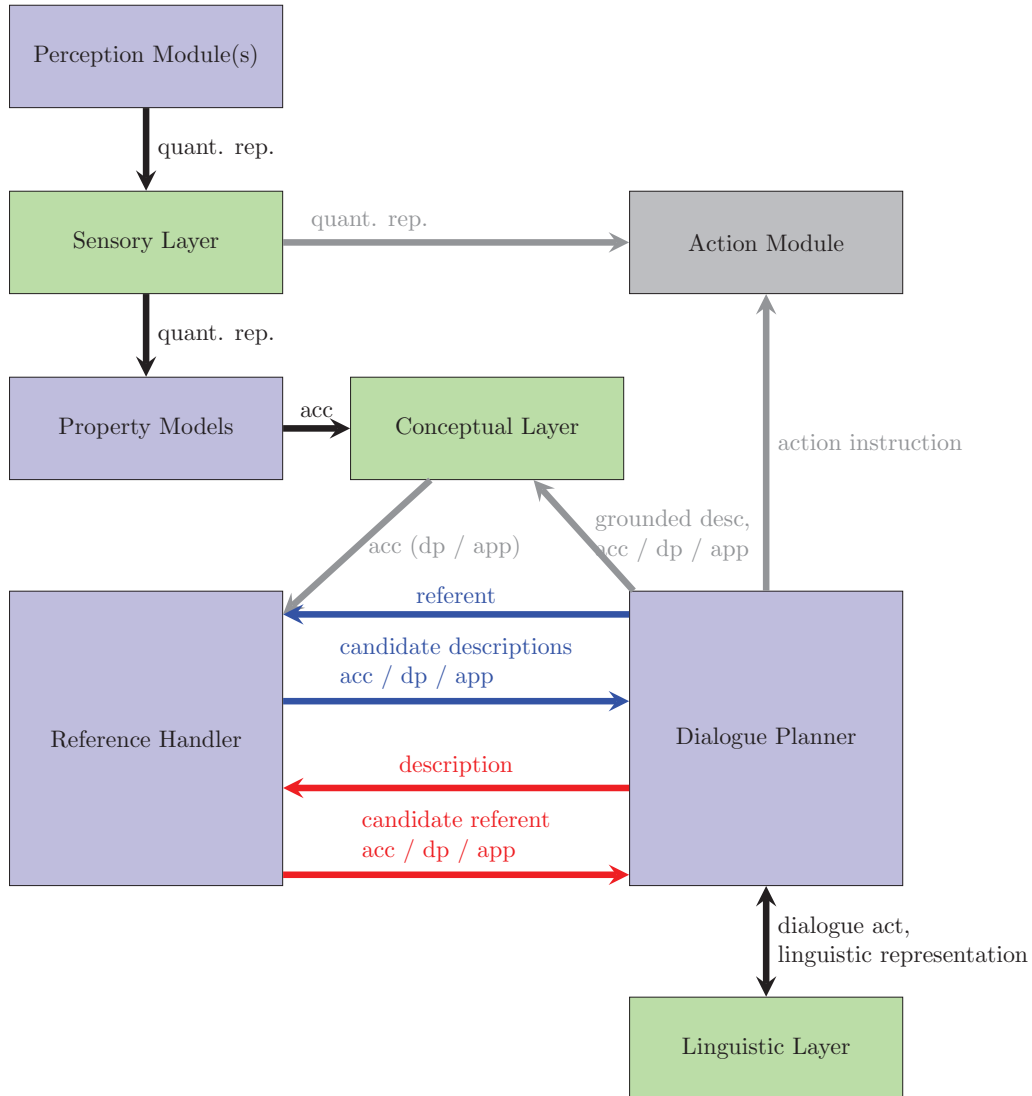 Perception Module(s)
quant. rep.
Sensory Layer
quant. rep.
Action Module
quant. rep.
Property Models
acc
Conceptual Layer
action instruction
acc (dp / app)
grounded desc,
acc / dp / app
referent
candidate descriptions
acc / dp / app
Reference Handler
Dialogue Planner
description
candidate referent
acc / dp / app
dialogue act,
linguistic representation
Linguistic Layer